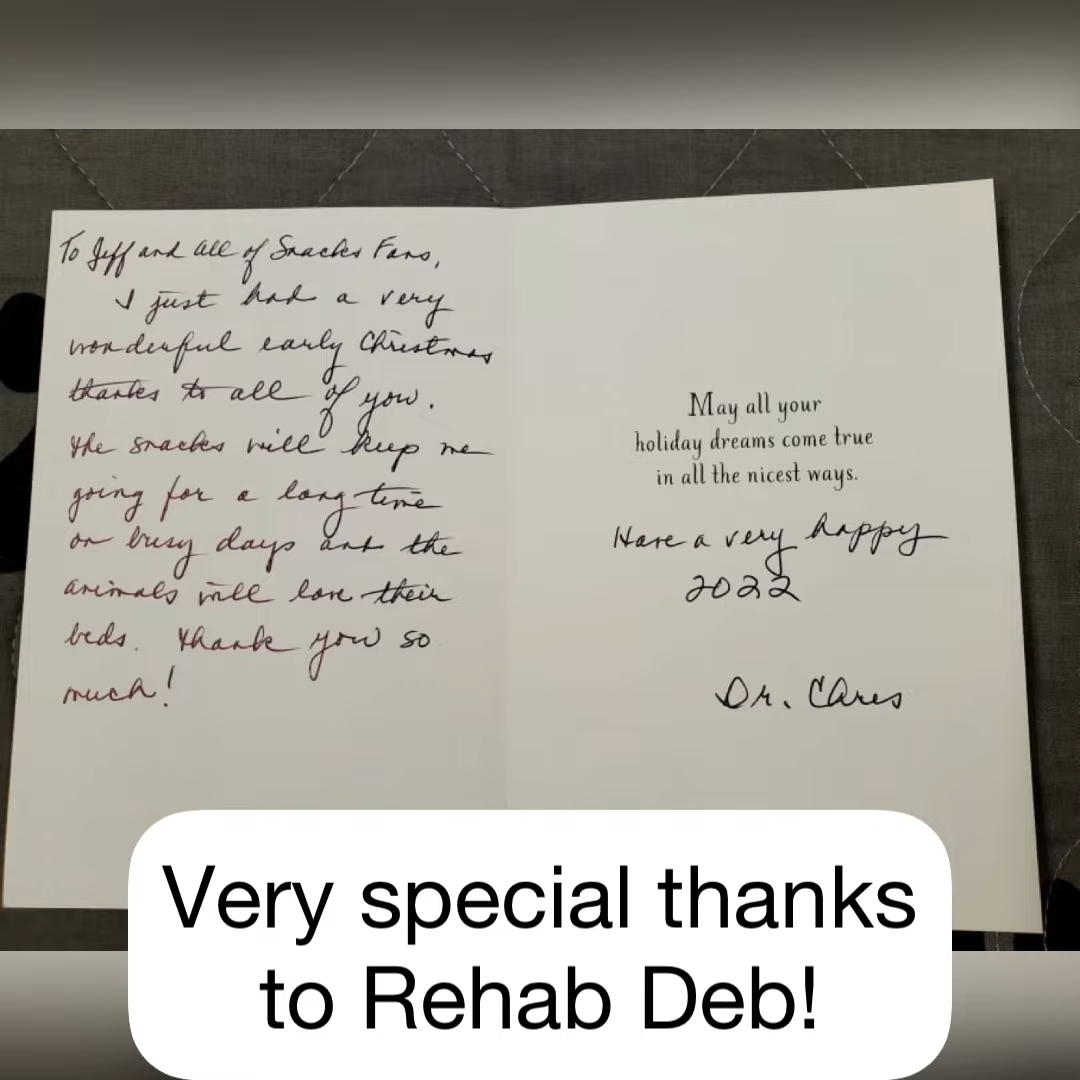 To Jeff and all of Snacks Fans,
I just had a very
wonderful early Christmas
thanks to all of you.
The snacks will keep me
going for a long time
on busy days and the
animals will love their
beds. Thank you so
much!
May all your
holiday dreams come true
in all the nicest ways.
Have a very happy
2022
Dr. Cares
Very special thanks
to Rehab Deb!